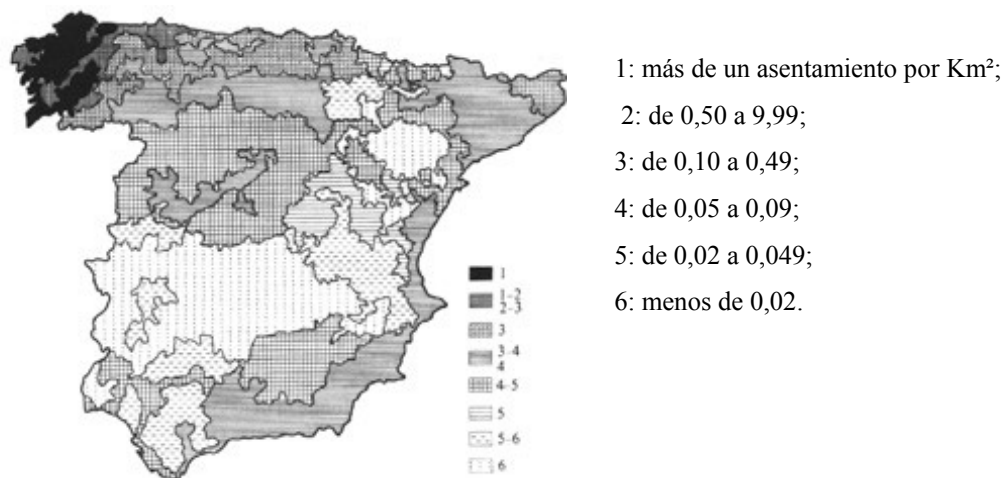 1: más de un asentamiento por Km²;
2: de 0,50 a 9,99;
3: de 0,10 a 0,49;
4: de 0,05 a 0,09;
5: de 0,02 a 0,049;
6: menos de 0,02.
1
1-2
2-3
3
3-4
4
4-5
5
5-6
6